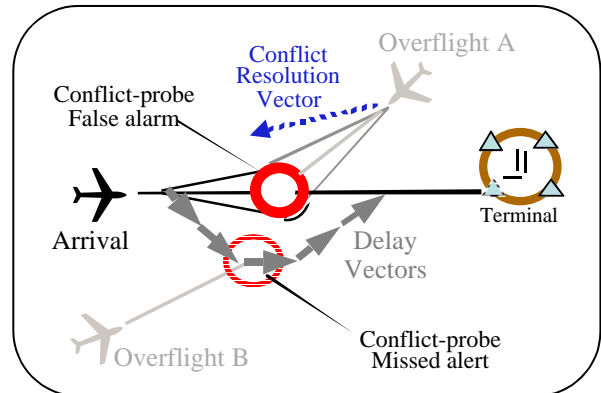 Overflight A
Conflict
Resolution
Vector
Conflict-probe
False alarm
Terminal
Arrival
Delay
Vectors
Overflight B
Conflict-probe
Missed alert